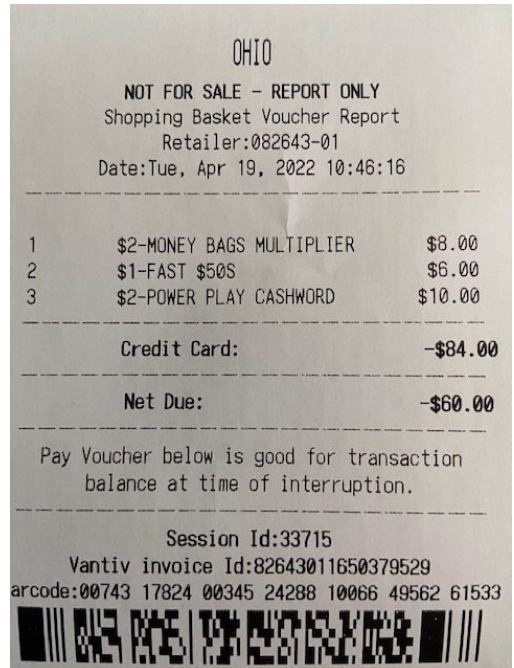 OHIO
NOT FOR SALE - REPORT ONLY
Shopping Basket Voucher Report
Retailer:082643-01
Date:Tue, Apr 19, 2022 10:46:16
1 $2-MONEY BAGS MULTIPLIER $8.00
2 $1-FAST $50S $6.00
3 $2-POWER PLAY CASHWORD $10.00
Credit Card: -$84.00
Net Due: -$60.00
Pay Voucher below is good for transaction
balance at time of interruption.
Session Id:33715
Vantiv invoice Id:82643011650379529
arcode:00743 17824 00345 24288 10066 49562 61533